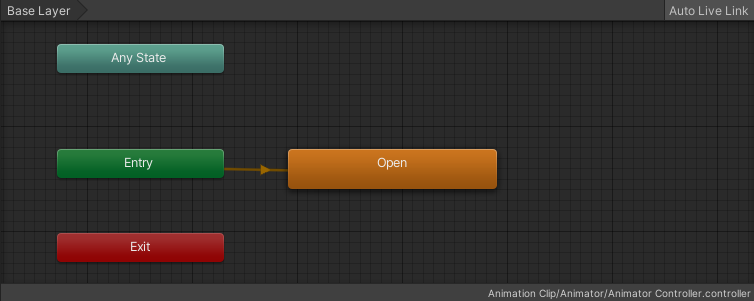 Base Layer
Auto Live Link
Any State
Entry
Open
Exit
Animation Clip/Animator/Animator Controller.controller